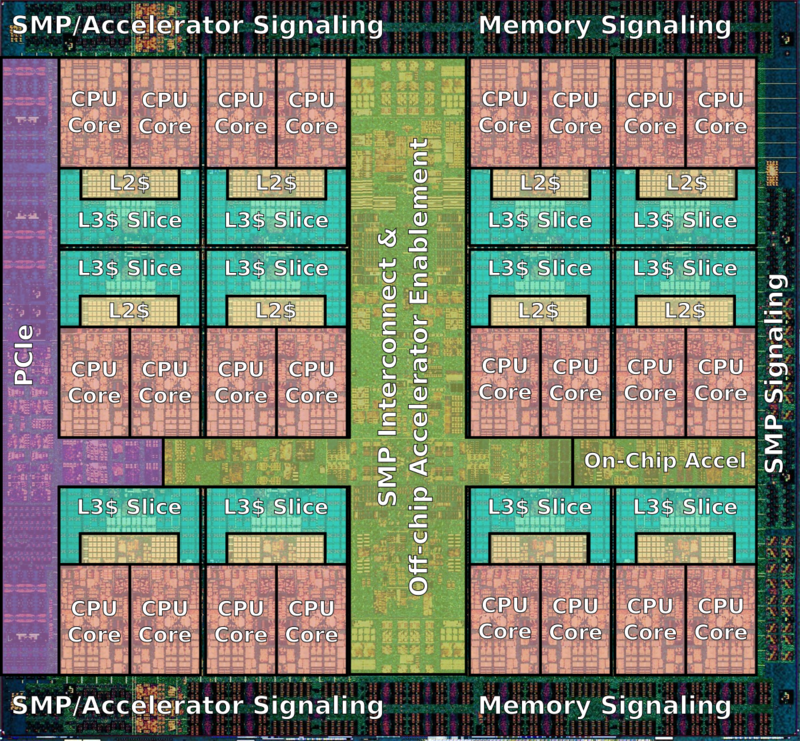 SMP/Accelerator Signaling
Memory Signaling
CPU Core
CPU Core
CPU Core
CPU Core
CPU Core
CPU Core
CPU Core
CPU Core
L2$
L2$
L2$
L2$
L3$ Slice
L3$ Slice
L3$ Slice
L3$ Slice
L3$ Slice
L3$ Slice
L3$ Slice
L3$ Slice
L2$
L2$
L2$
L2$
CPU Core
CPU Core
CPU Core
CPU Core
CPU Core
CPU Core
CPU Core
CPU Core
PCIe
SMP Interconnect &
Off-chip Accelerator Enablement
SMP Signaling
On-Chip Accel
L3$ Slice
L3$ Slice
L3$ Slice
L3$ Slice
CPU Core
CPU Core
CPU Core
CPU Core
CPU Core
CPU Core
CPU Core
CPU Core
SMP/Accelerator Signaling
Memory Signaling